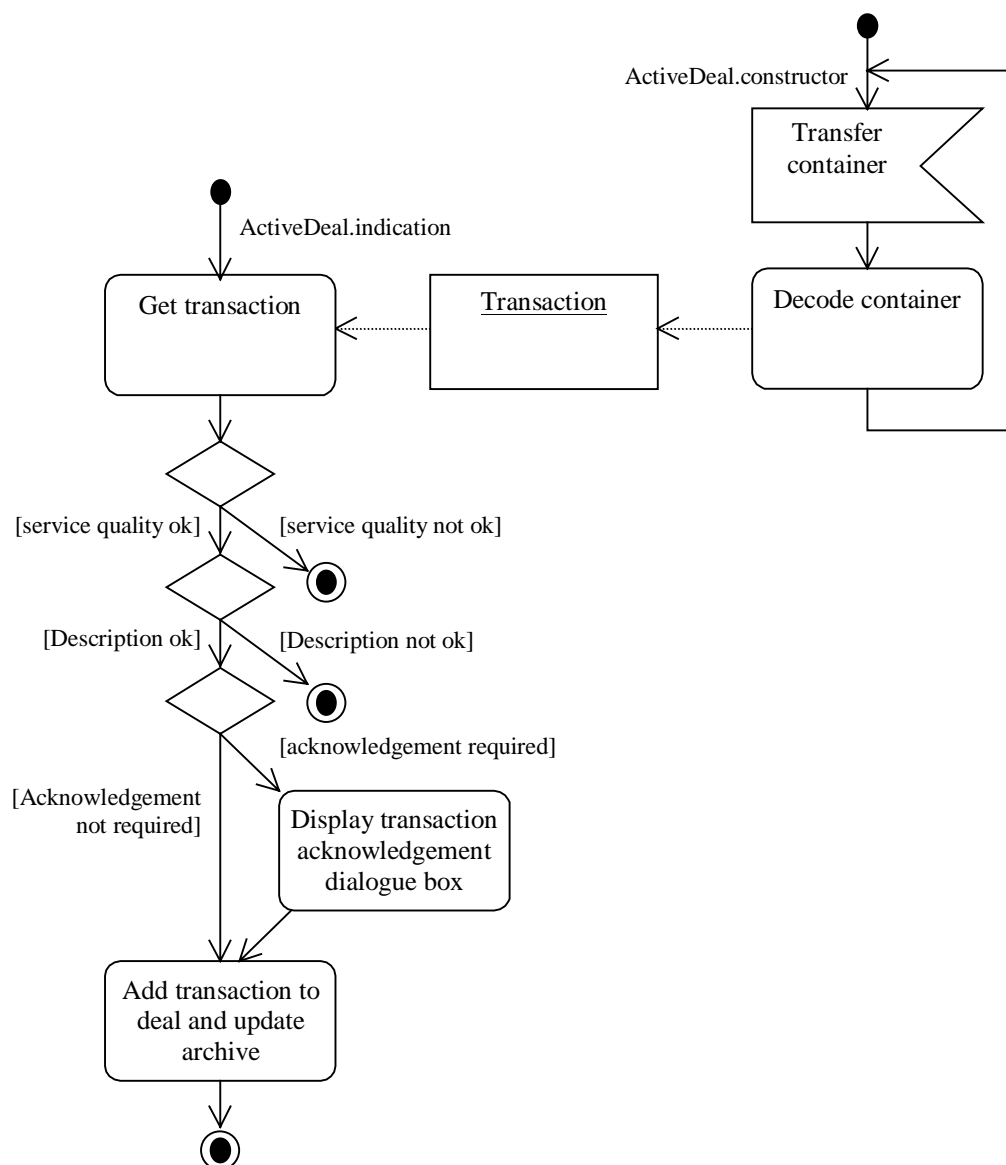 ActiveDeal.constructor
Transfer
container
ActiveDeal.indication
Get transaction
Transaction
Decode container
[service quality ok]
[service quality not ok]
[Description ok]
[Description not ok]
[acknowledgement required]
[Acknowledgement
not required]
Display transaction
acknowledgement
dialogue box
Add transaction to
deal and update
archive